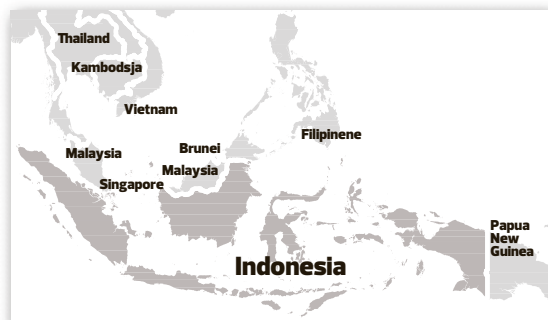 Thailand
Kambodsja
Vietnam
Filipinene
Brunei
Malaysia
Malaysia
Singapore
Papua
New
Guinea
Indonesia